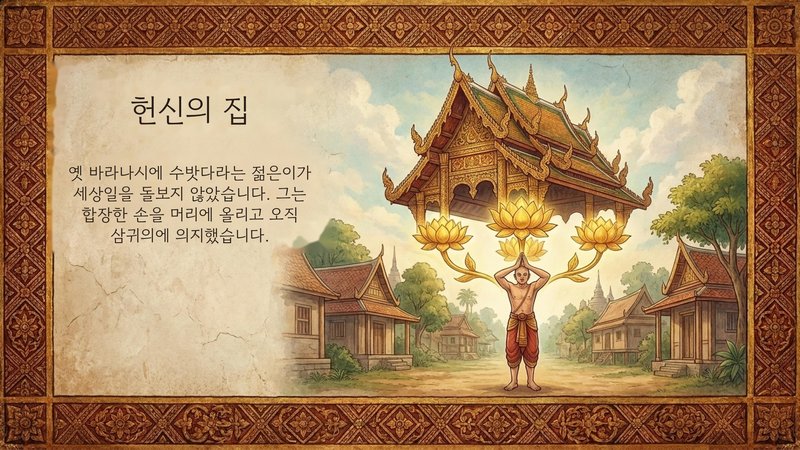 헌신의 집
옛 바라나시에 수밧다라는 젊은이가
세상일을 돌보지 않았습니다. 그는
합장한 손을 머리에 올리고 오직
삼귀의에 의지했습니다.